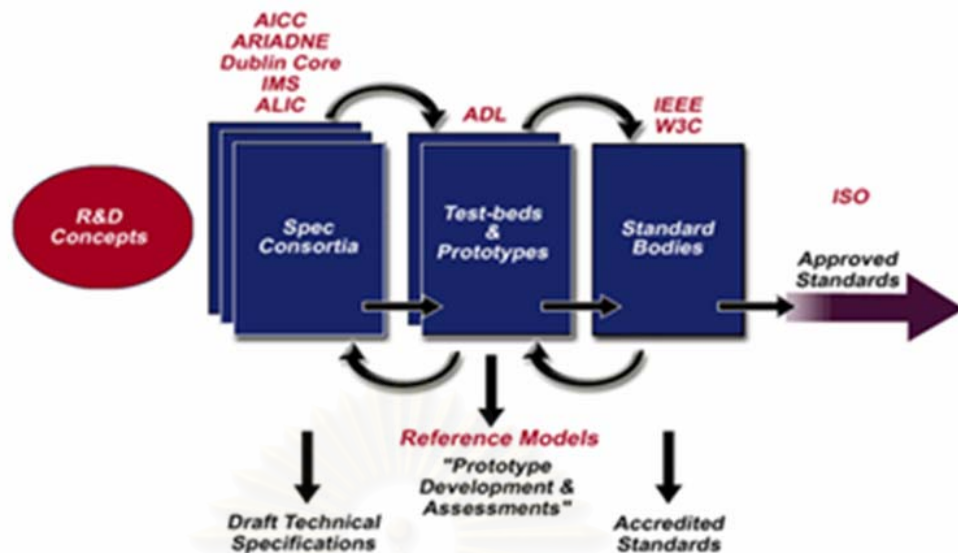 AICC
ARIADNE
Dublin Core
IMS
ALIC
ADL
IEEE
W3C
ISO
R&D
Concepts
Spec
Consortia
Test-beds
&
Prototypes
Standard
Bodies
Approved
Standards
Reference Models
"Prototype
Development &
Assessments"
Draft Technical
Specifications
Accredited
Standards